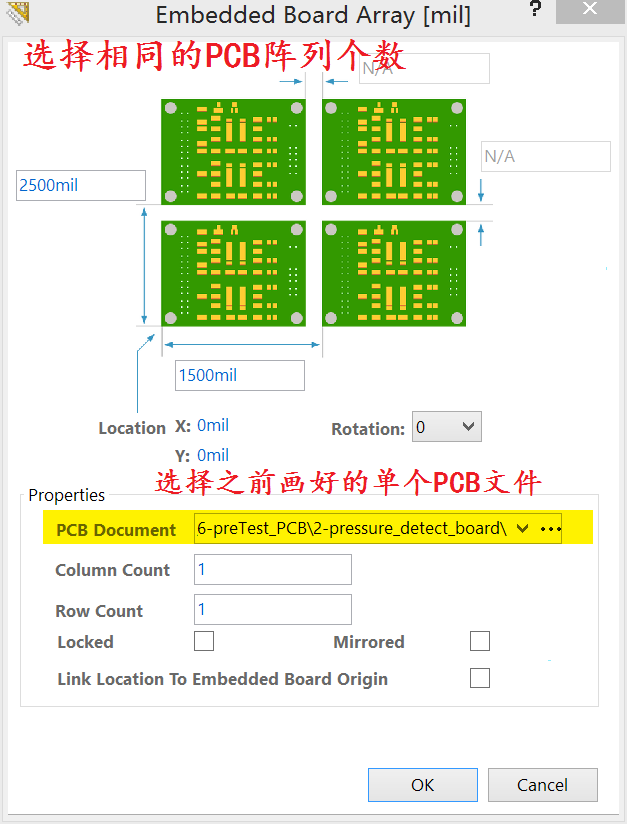 Embedded Board Array [mil]
?
选择相同的PCB阵列个数
N/A
N/A
2500mil
1500mil
Location X: 0mil
Rotation: 0
Y: 0mil
选择之前画好的单个PCB文件
Properties
PCB Document 6-preTest_PCB\2-pressure_detect_board\
Column Count 1
Row Count 1
Locked Mirrored
Link Location To Embedded Board Origin
OK Cancel